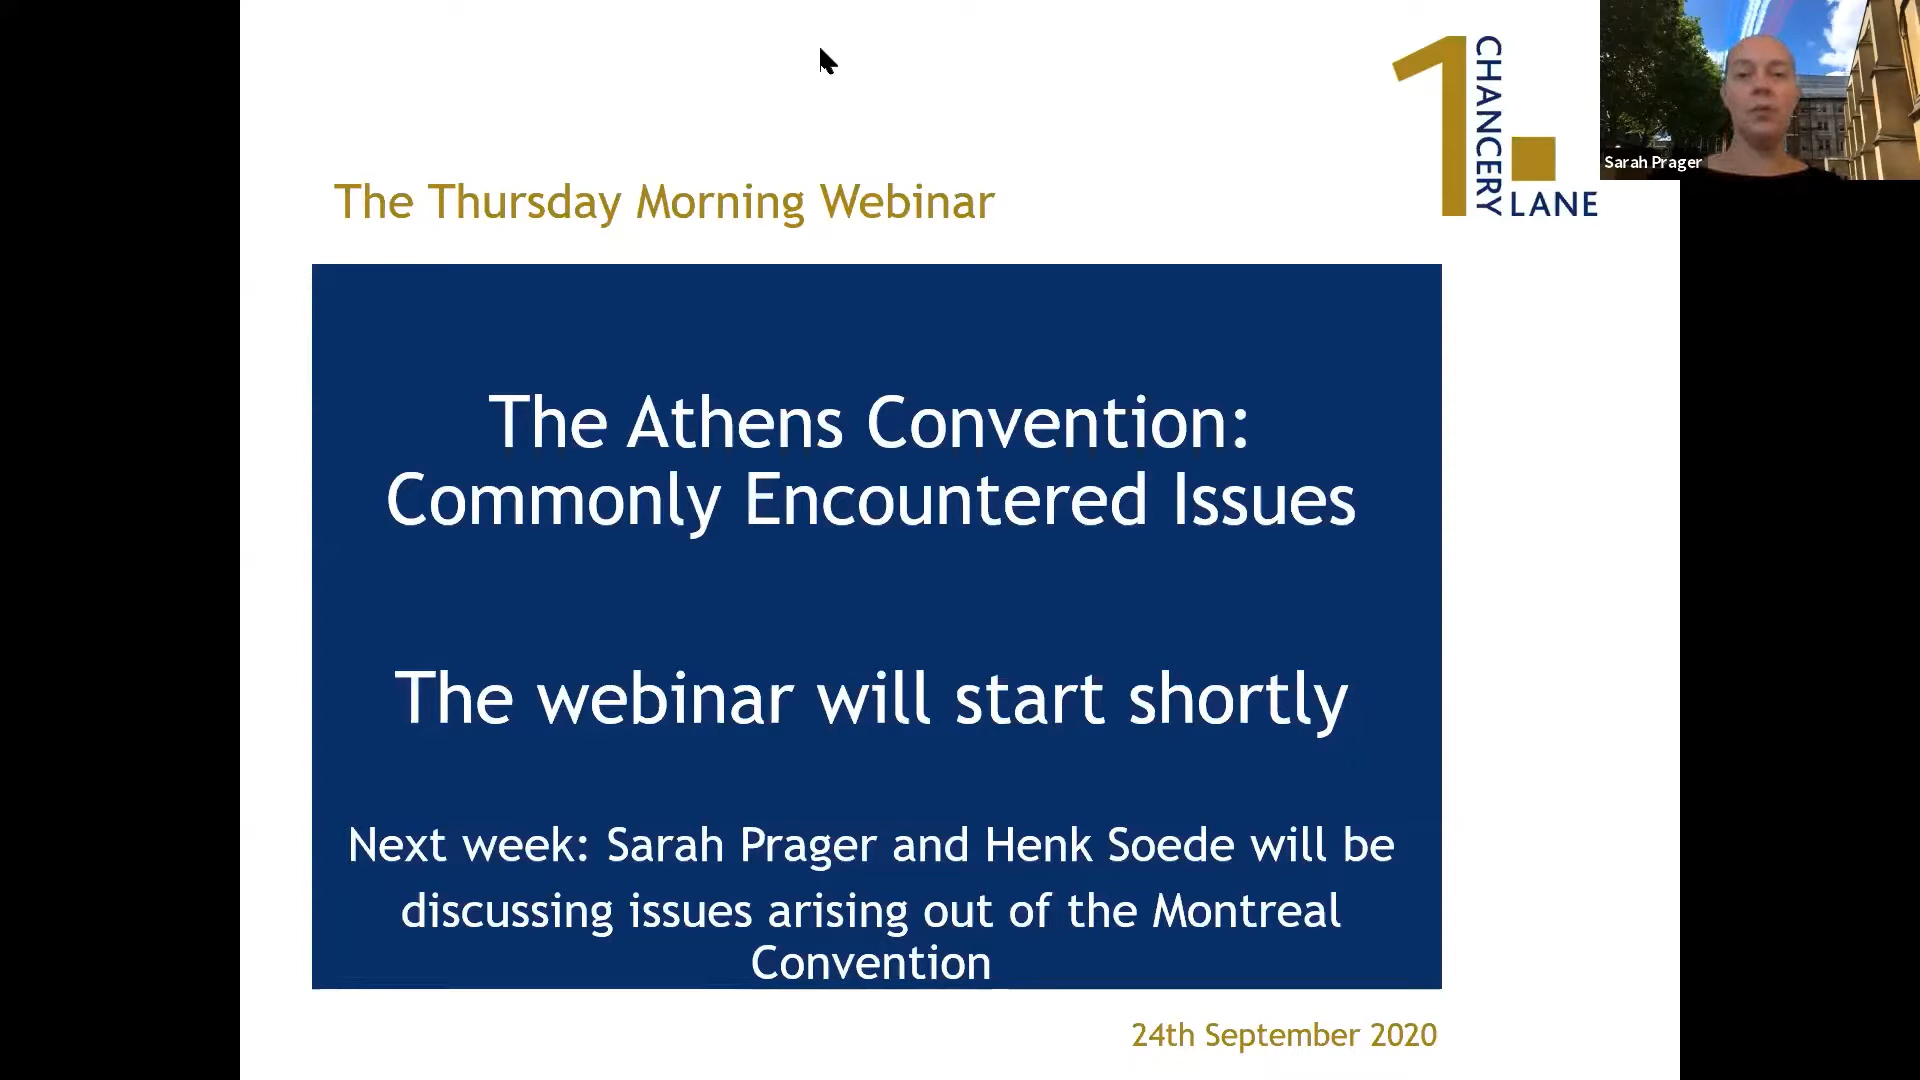 CHANCERY
LANE
Sarah Prager
The Thursday Morning Webinar
The Athens Convention:
Commonly Encountered Issues
The webinar will start shortly
Next week: Sarah Prager and Henk Soede will be
discussing issues arising out of the Montreal
Convention
24th September 2020